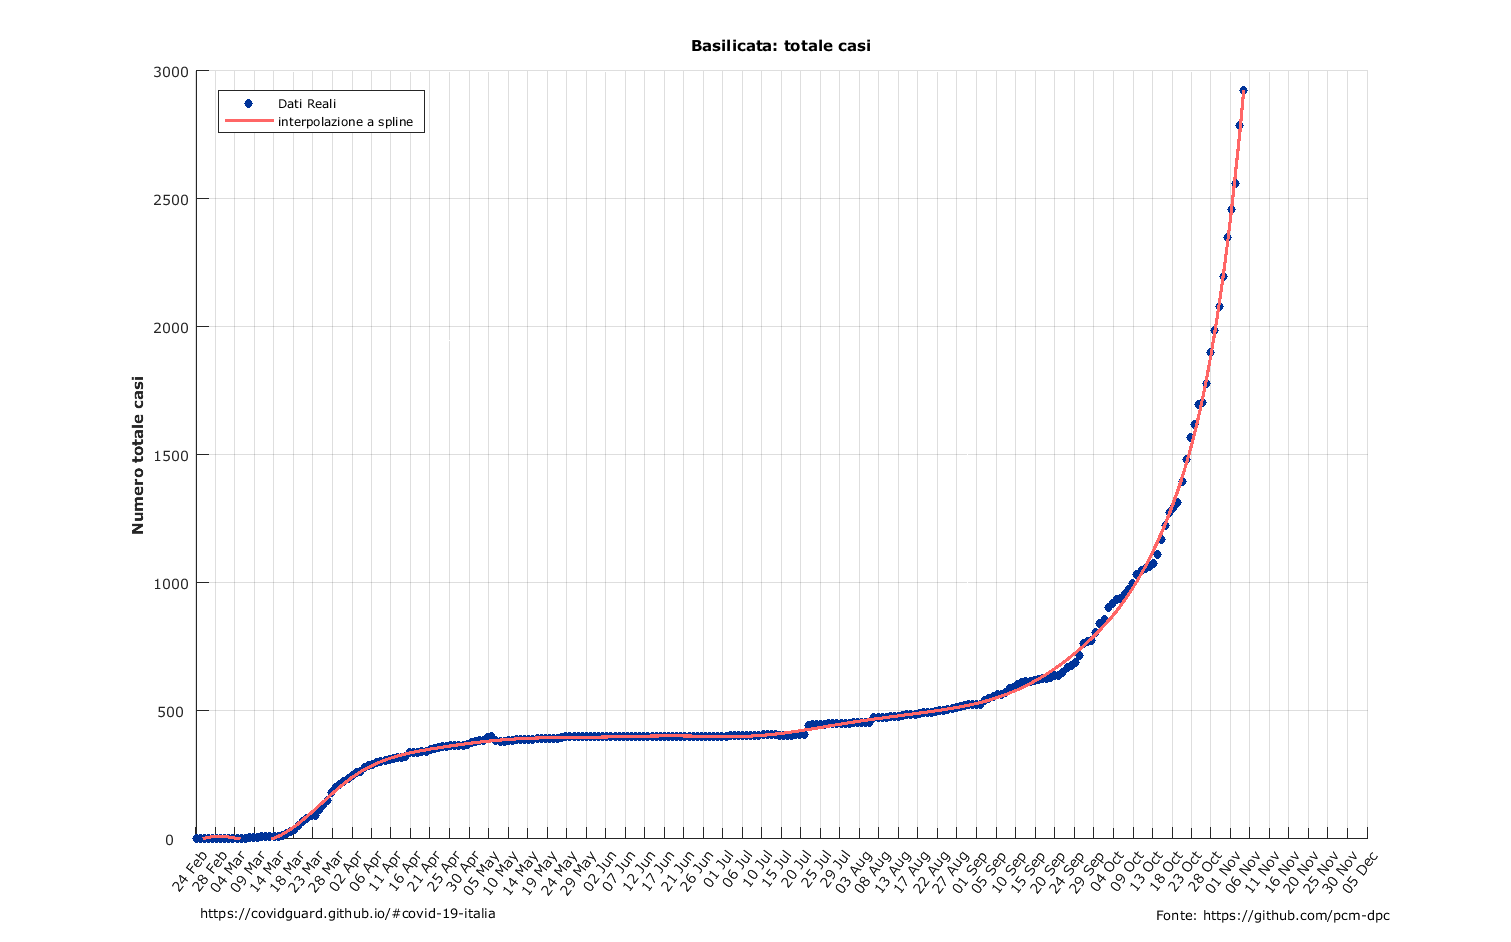 Basilicata: totale casi
Dati Reali
interpolazione a spline
Numero totale casi
3000
2500
2000
1500
1000
500
0
24 Feb
28 Feb
04 Mar
09 Mar
14 Mar
18 Mar
23 Mar
28 Mar
02 Apr
06 Apr
11 Apr
16 Apr
21 Apr
25 Apr
30 Apr
05 May
10 May
14 May
19 May
24 May
29 May
02 Jun
07 Jun
12 Jun
17 Jun
21 Jun
26 Jun
01 Jul
06 Jul
10 Jul
15 Jul
20 Jul
25 Jul
29 Jul
03 Aug
08 Aug
13 Aug
17 Aug
22 Aug
27 Aug
01 Sep
05 Sep
10 Sep
15 Sep
20 Sep
24 Sep
29 Sep
04 Oct
09 Oct
13 Oct
18 Oct
23 Oct
28 Oct
01 Nov
06 Nov
11 Nov
16 Nov
20 Nov
25 Nov
30 Nov
05 Dec
https://covidguard.github.io/#covid-19-italia
Fonte: https://github.com/pcm-dpc